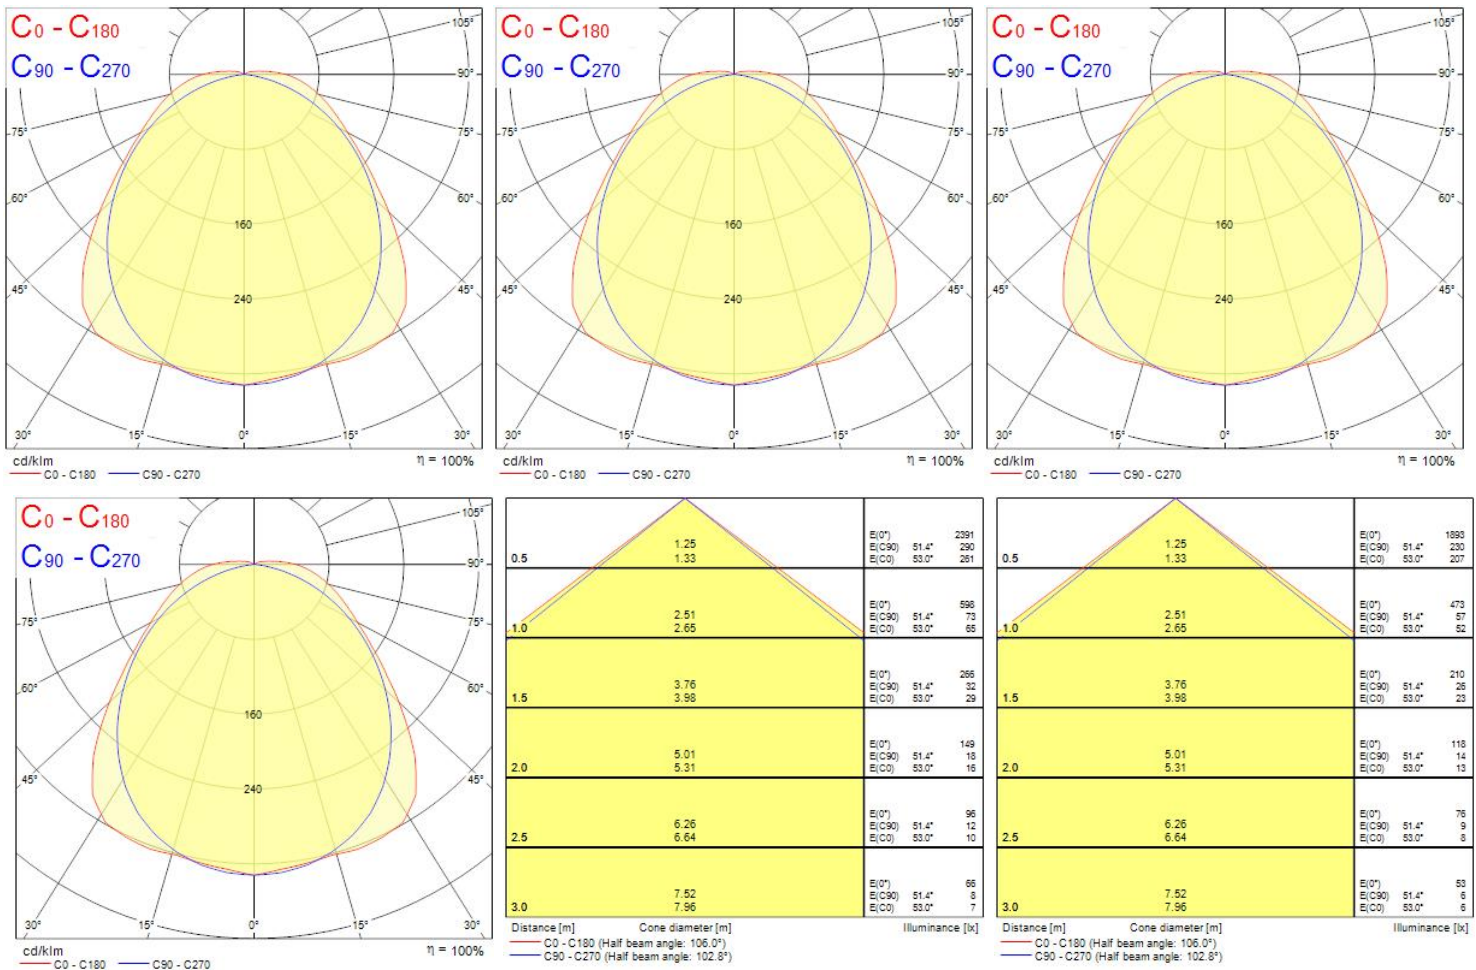 C0 - C180
C90 - C270
105°
90°
75°
75°
60°
60°
45°
45°
160
240
30°
15°
0°
15°
30°
cd/klm
η = 100%
C0 - C180
C90 - C270
C0 - C180
C90 - C270
105°
90°
75°
75°
60°
60°
45°
45°
160
240
30°
15°
0°
15°
30°
cd/klm
η = 100%
C0 - C180
C90 - C270
C0 - C180
C90 - C270
105°
90°
75°
75°
60°
60°
45°
45°
160
240
30°
15°
0°
15°
30°
cd/klm
η = 100%
C0 - C180
C90 - C270
C0 - C180
C90 - C270
105°
90°
75°
75°
60°
60°
45°
45°
160
240
30°
15°
0°
15°
30°
cd/klm
η = 100%
C0 - C180
C90 - C270
1.25
0.5 1.33
E(0°) 2391
E(C90) 51.4° 290
E(C0) 53.0° 261
2.51
1.0 2.65
E(0°) 598
E(C90) 51.4° 73
E(C0) 53.0° 65
3.76
1.5 3.98
E(0°) 266
E(C90) 51.4° 32
E(C0) 53.0° 29
5.01
2.0 5.31
E(0°) 149
E(C90) 51.4° 18
E(C0) 53.0° 16
6.26
2.5 6.64
E(0°) 96
E(C90) 51.4° 12
E(C0) 53.0° 10
7.52
3.0 7.96
E(0°) 66
E(C90) 51.4° 8
E(C0) 53.0° 7
Distance [m] Cone diameter [m] Illuminance [lx]
C0 - C180 (Half beam angle: 106.0°)
C90 - C270 (Half beam angle: 102.8°)
1.25
0.5 1.33
E(0°) 1893
E(C90) 51.4° 230
E(C0) 53.0° 207
2.51
1.0 2.65
E(0°) 473
E(C90) 51.4° 57
E(C0) 53.0° 52
3.76
1.5 3.98
E(0°) 210
E(C90) 51.4° 26
E(C0) 53.0° 23
5.01
2.0 5.31
E(0°) 118
E(C90) 51.4° 14
E(C0) 53.0° 13
6.26
2.5 6.64
E(0°) 76
E(C90) 51.4° 9
E(C0) 53.0° 8
7.52
3.0 7.96
E(0°) 53
E(C90) 51.4° 6
E(C0) 53.0° 6
Distance [m] Cone diameter [m] Illuminance [lx]
C0 - C180 (Half beam angle: 106.0°)
C90 - C270 (Half beam angle: 102.8°)